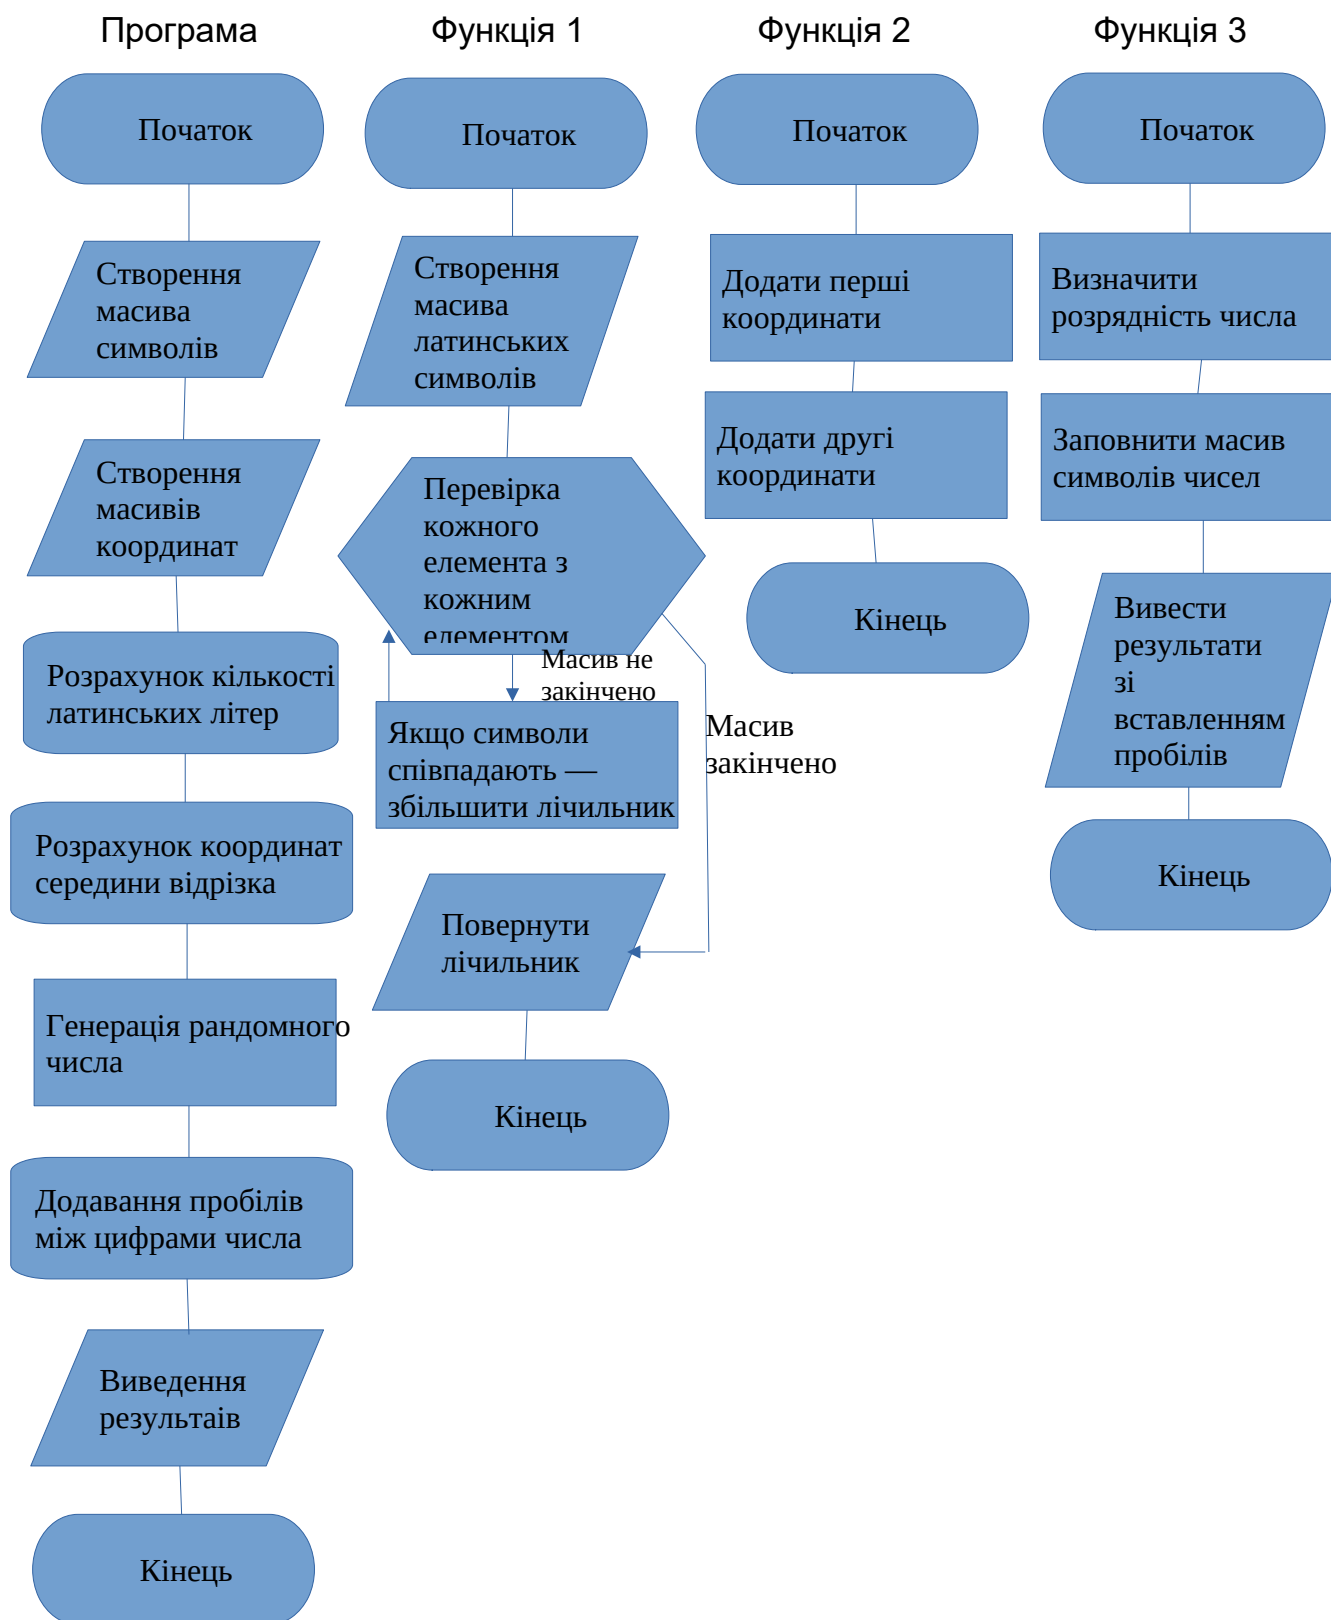 Програма
Функція 1
Функція 2
Функція 3
Початок
Створення
масива
символів
Створення
масивів
координат
Розрахунок кількості
латинських літер
Розрахунок координат
середини відрізка
Генерація рандомного
числа
Додавання пробілів
між цифрами числа
Виведення
результаів
Кінець
Початок
Створення
масива
латинських
символів
Перевірка
кожного
елемента з
кожним
елементом
Масив не
закінчено
Якщо символи
співпадають —
збільшити лічильник
Масив
закінчено
Повернути
лічильник
Кінець
Початок
Додати перші
координати
Додати другі
координати
Кінець
Початок
Визначити
розрядність числа
Заповнити масив
символів чисел
Вивести
результати
зі
вставленням
пробілів
Кінець